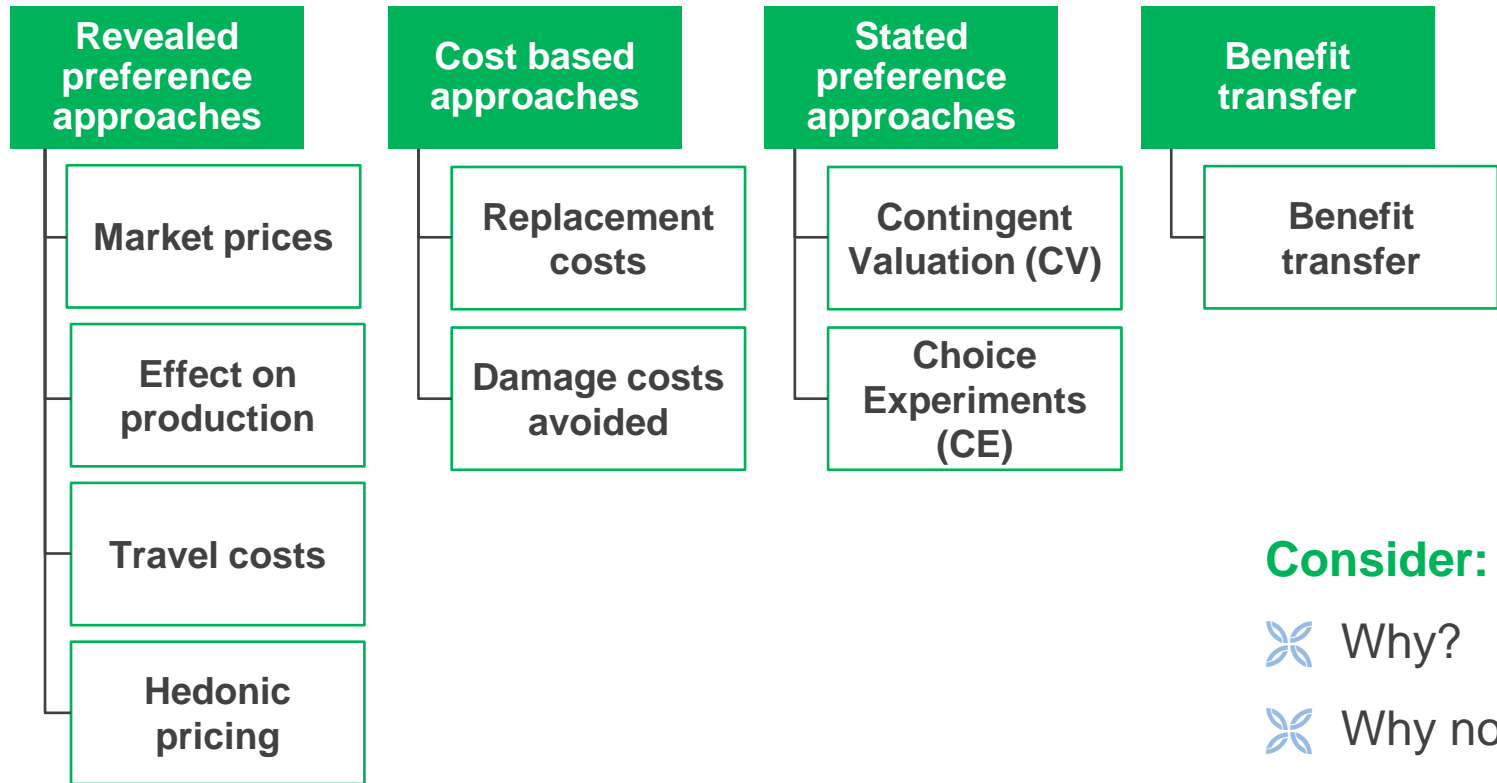 Revealed
preference
approaches
Market prices
Effect on
production
Travel costs
Hedonic
pricing
Cost based
approaches
Replacement
costs
Damage costs
avoided
Stated
preference
approaches
Contingent
Valuation (CV)
Choice
Experiments
(CE)
Benefit
transfer
Benefit
transfer
Consider:
Why?
Why